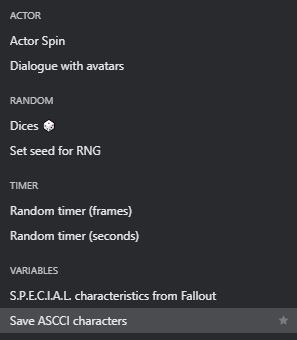 ACTOR
Actor Spin
Dialogue with avatars
RANDOM
Dices 🎲
Set seed for RNG
TIMER
Random timer (frames)
Random timer (seconds)
VARIABLES
S.P.E.C.I.A.L. characteristics from Fallout
Save ASCCI characters